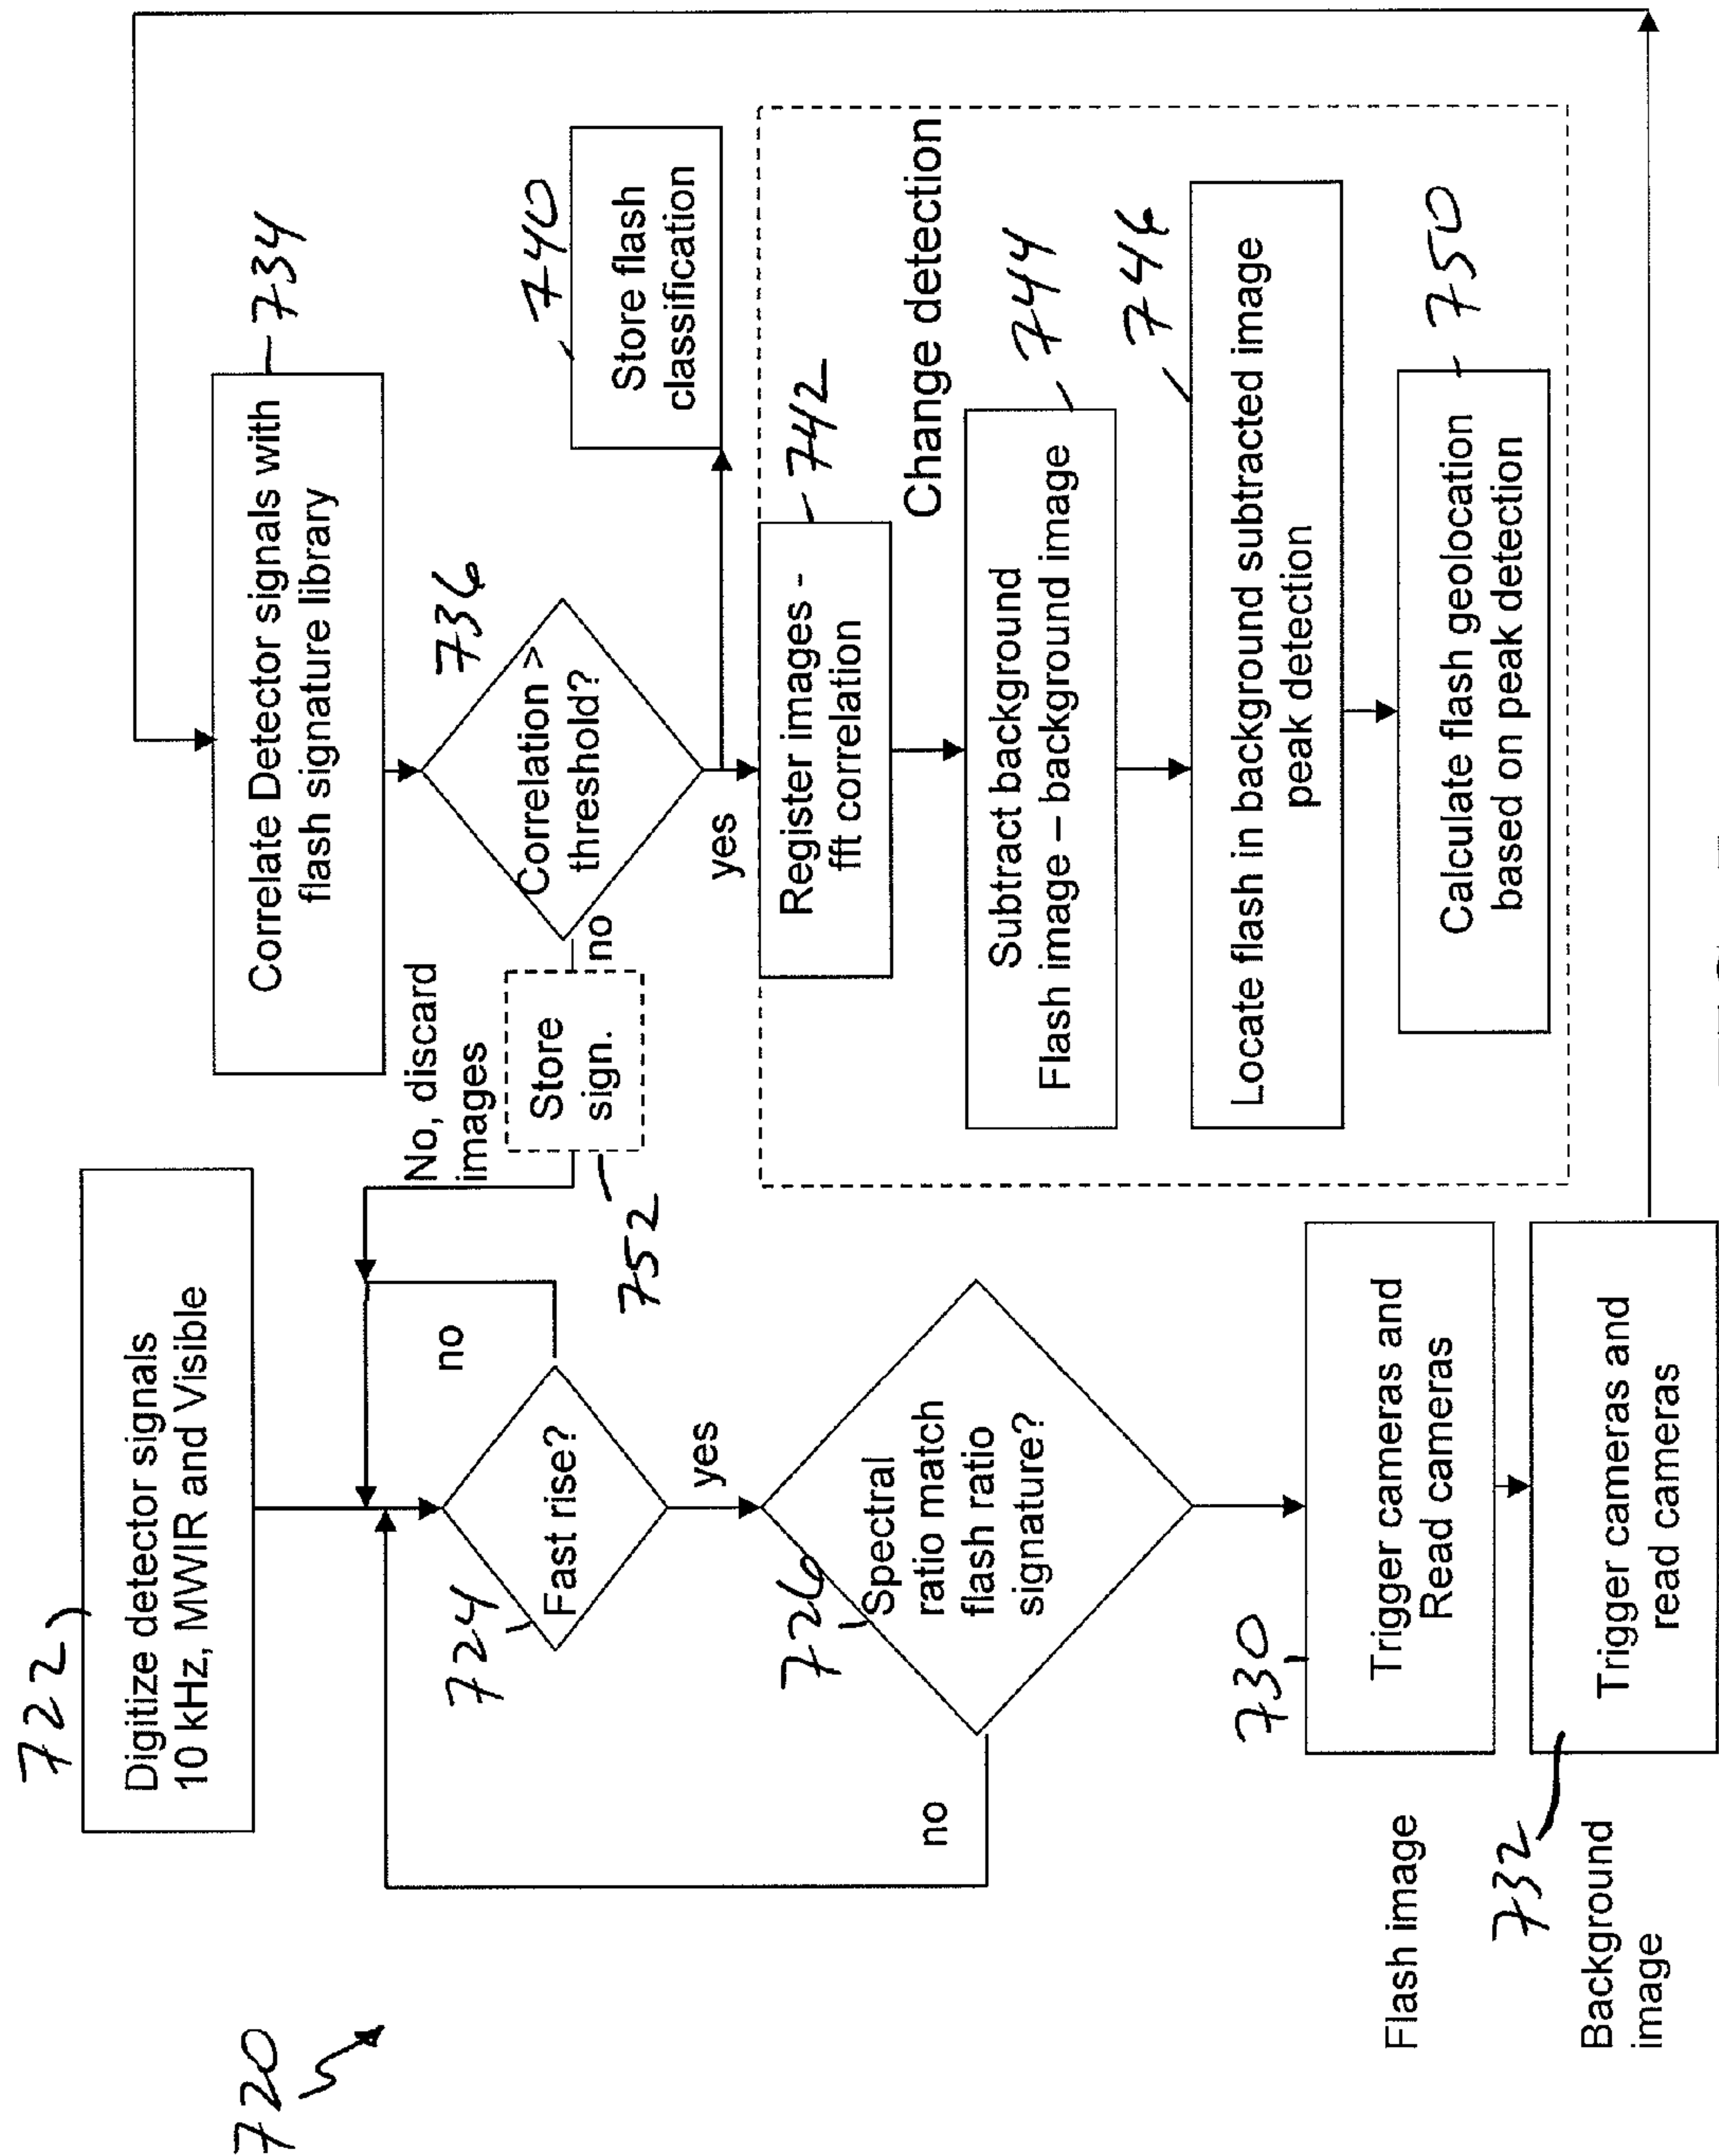 720
722
Digitize detector signals
10 kHz, MWIR and Visible
724
Fast rise?
no
yes
726
Spectral
ratio match
flash ratio
signature?
no
Flash image
730
Trigger cameras and
Read cameras
Background
image
732
Trigger cameras and
read cameras
734
Correlate Detector signals with
flash signature library
736
Correlation >
threshold?
no
No, discard
images
Store
sign.
752
yes
740
Store flash
classification
Change detection
742
Register images -
fft correlation
744
Subtract background
Flash image – background image
746
Locate flash in background subtracted image
peak detection
750
Calculate flash geolocation
based on peak detection